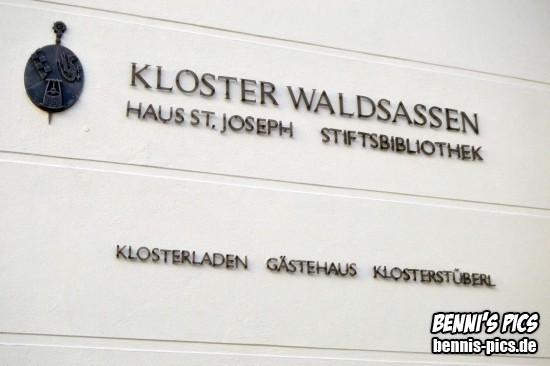 KLOSTER WALDSASSEN
HAUS ST. JOSEPH STIFTSBIBLIOTHEK
KLOSTERLADEN GÄSTEHAUS KLOSTERSTÜBERL
BENNI'S PICS
bennis-pics.de